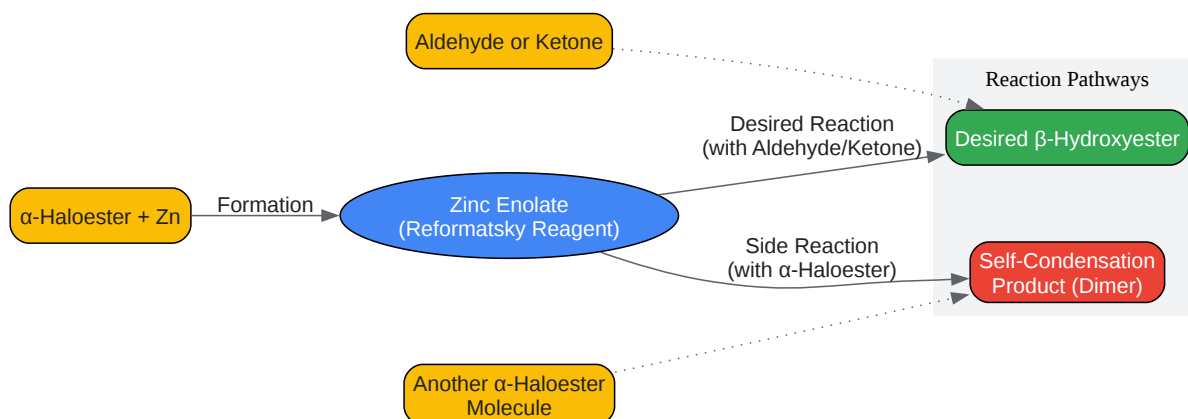 Aldehyde or Ketone
Reaction Pathways
Desired Reaction
(with Aldehyde/Ketone)
Desired β-Hydroxyester
α-Haloester + Zn
Formation
Zinc Enolate
(Reformatsky Reagent)
Side Reaction
(with α-Haloester)
Self-Condensation
Product (Dimer)
Another α-Haloester
Molecule